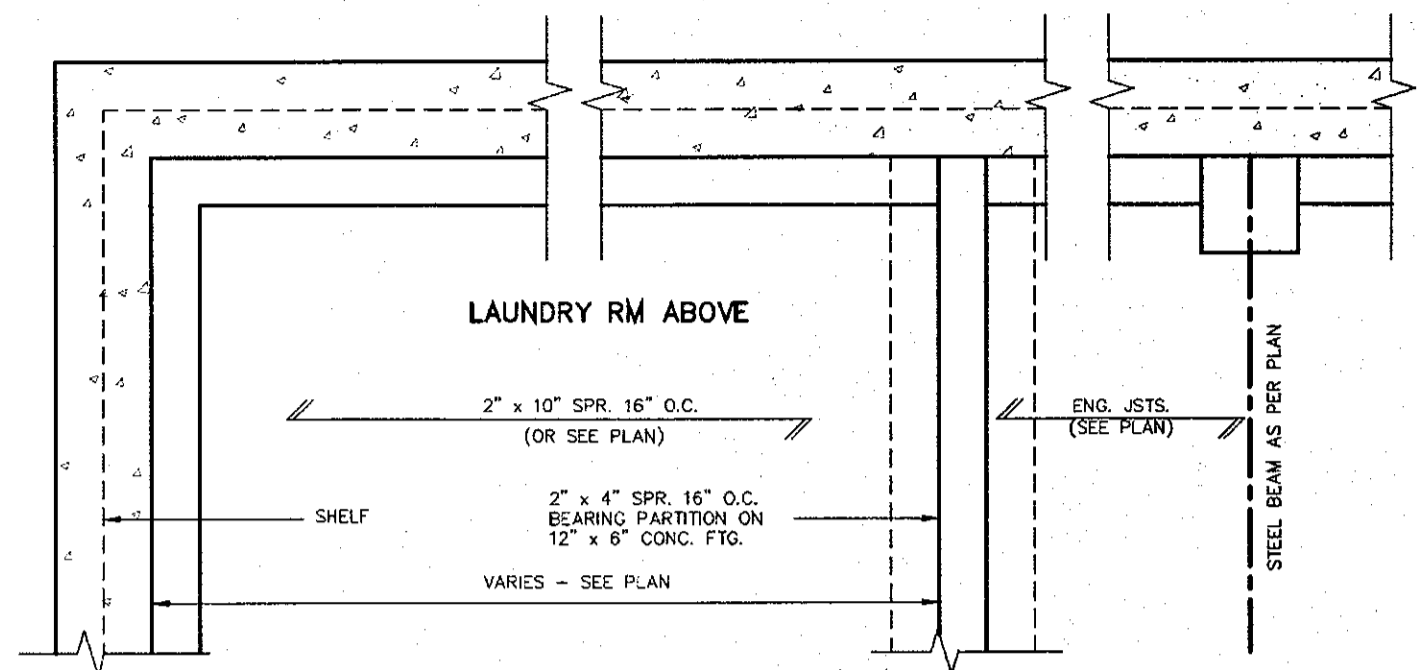 LAUNDRY RM ABOVE
2" x 10" SPR. 16" O.C.
(OR SEE PLAN)
ENG. JSTS.
(SEE PLAN)
STEEL BEAM AS PER PLAN
SHELF
2" x 4" SPR. 16" O.C.
BEARING PARTITION ON
12" x 6" CONC. FTG.
VARIES - SEE PLAN